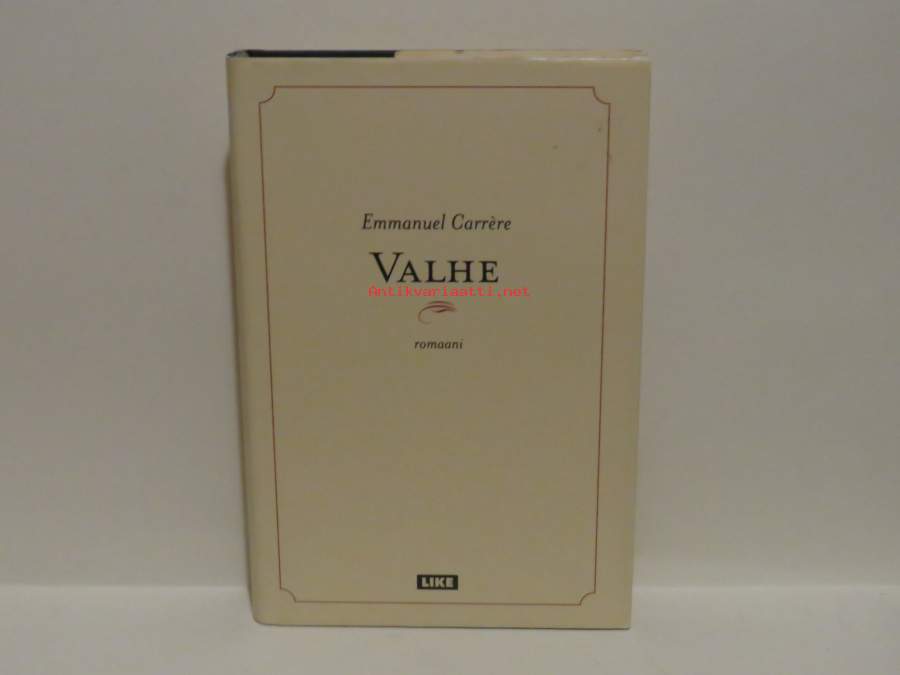 Emmanuel Carrère
VALHE
Antikvariaatti.net
romaani
LIKE